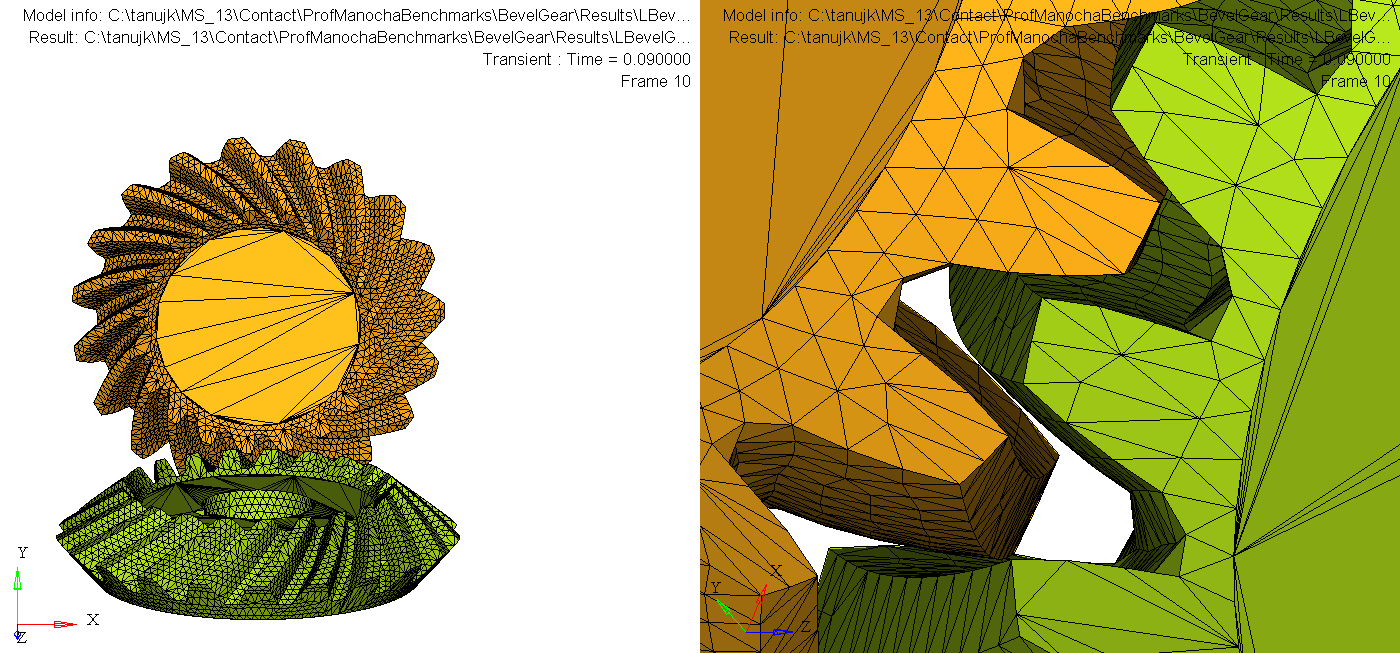 Model info: C:\tanujk\MS_13\Contact\ProfManochaBenchmarks\BevelGear\Results\LBev...
Result: C:\tanujk\MS_13\Contact\ProfManochaBenchmarks\BevelGear\Results\LBevelG...
Transient : Time = 0.090000
Frame 10
Y
X
Z
Model info: C:\tanujk\MS_13\Contact\ProfManochaBenchmarks\BevelGear\Results\LBev...
Result: C:\tanujk\MS_13\Contact\ProfManochaBenchmarks\BevelGear\Results\LBevelG...
Transient : Time = 0.090000
Frame 10
X
Y
Z